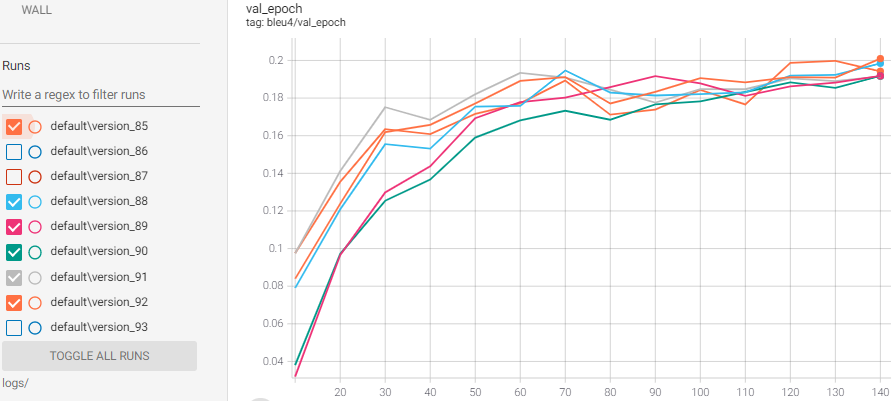 WALL
Runs
Write a regex to filter runs
default\version_85
default\version_86
default\version_87
default\version_88
default\version_89
default\version_90
default\version_91
default\version_92
default\version_93
TOGGLE ALL RUNS
logs/
val_epoch
tag: bleu4/val_epoch
0.2
0.18
0.16
0.14
0.12
0.1
0.08
0.06
0.04
20 30 40 50 60 70 80 90 100 110 120 130 140